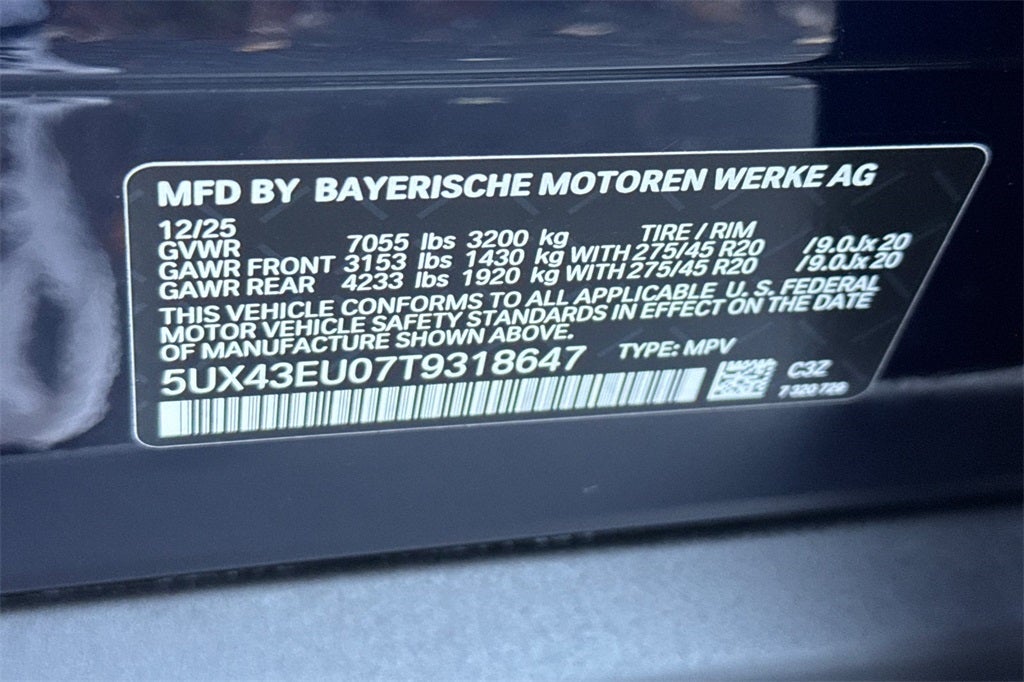 MFD BY BAYERISCHE MOTOREN WERKE AG
12/25 TIRE / RIM
GVWR 7055 lbs 3200 kg
GAWR FRONT 3153 lbs 1430 kg WITH 275/45 R20 /9.0Jx20
GAWR REAR 4233 lbs 1920 kg WITH 275/45 R20 /9.0Jx20
THIS VEHICLE CONFORMS TO ALL APPLICABLE U.S. FEDERAL
MOTOR VEHICLE SAFETY STANDARDS IN EFFECT ON THE DATE
OF MANUFACTURE SHOWN ABOVE.
5UX43EU07T9318647 TYPE: MPV
C3Z
7 320 726